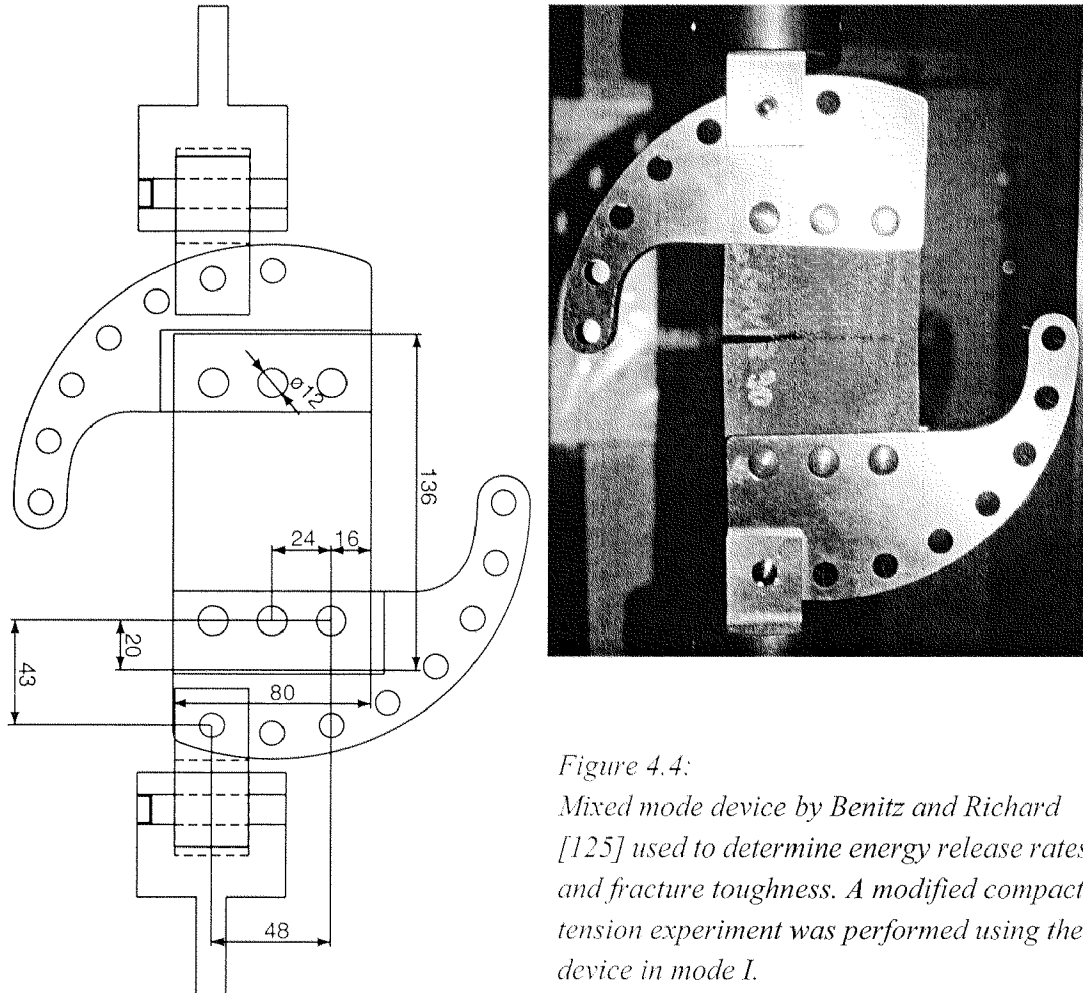 ø12
136
24
16
20
43
80
48
Figure 4.4:
Mixed mode device by Benitz and Richard
[125] used to determine energy release rates
and fracture toughness. A modified compact
tension experiment was performed using the
device in mode I.